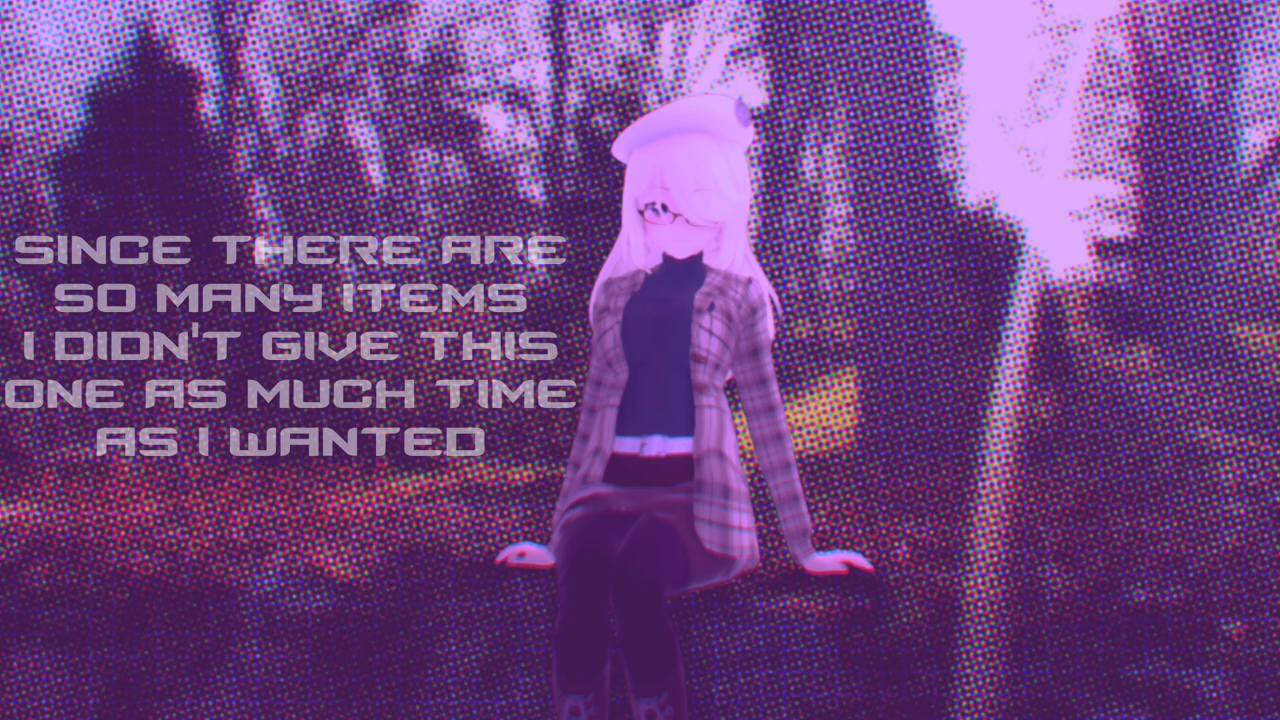 SINCE THERE ARE
SO MANY ITEMS
I DIDN'T GIVE THIS
ONE AS MUCH TIME
AS I WANTED